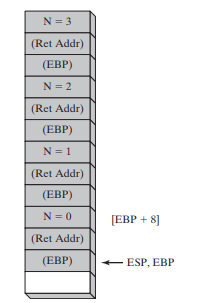 N = 3
(Ret Addr)
(EBP)
N = 2
(Ret Addr)
(EBP)
N = 1
(Ret Addr)
(EBP)
N = 0
[EBP + 8]
(Ret Addr)
(EBP)
ESP, EBP